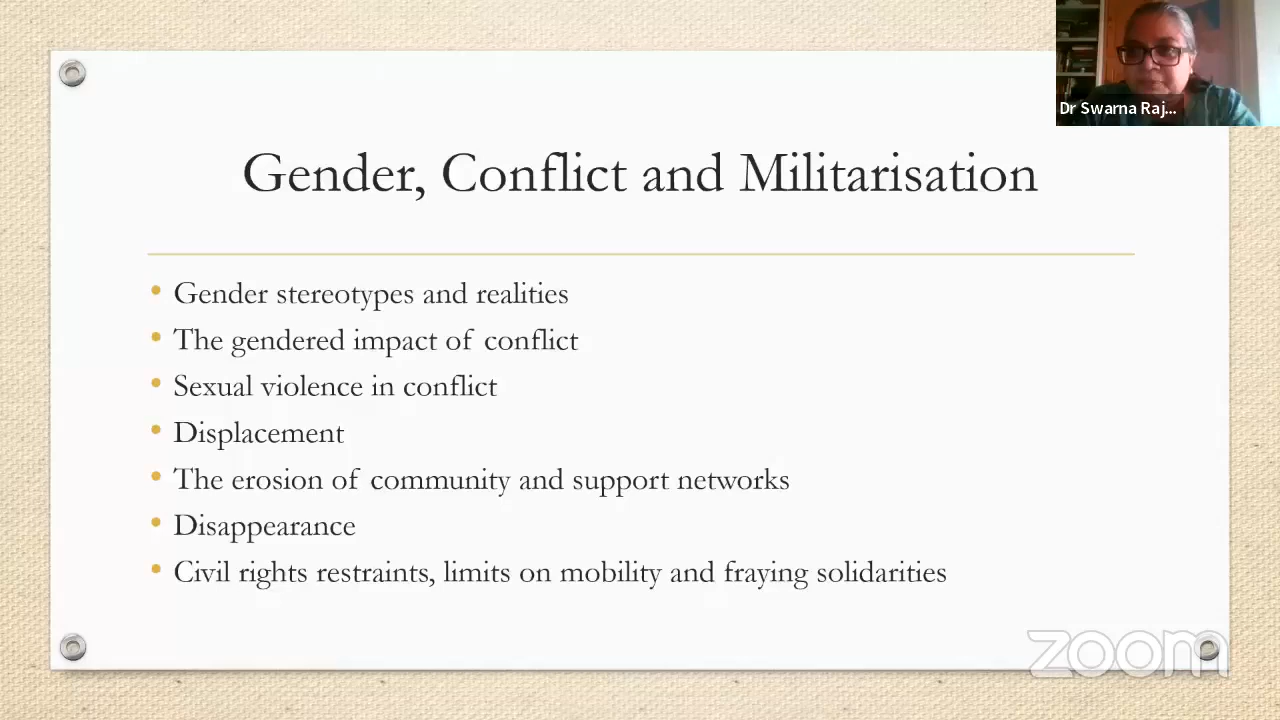 Dr Swarna Raj...
Gender, Conflict and Militarisation
• Gender stereotypes and realities
• The gendered impact of conflict
• Sexual violence in conflict
• Displacement
• The erosion of community and support networks
• Disappearance
• Civil rights restraints, limits on mobility and fraying solidarities
zoom